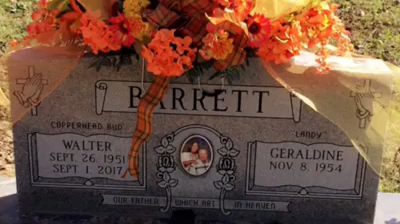 BARRETT
COPPERHEAD BUD
WALTER
SEPT. 26 1951
SEPT. 1 2017
LANDY
GERALDINE
NOV. 8, 1954
OUR FATHER WHICH ART IN HEAVEN